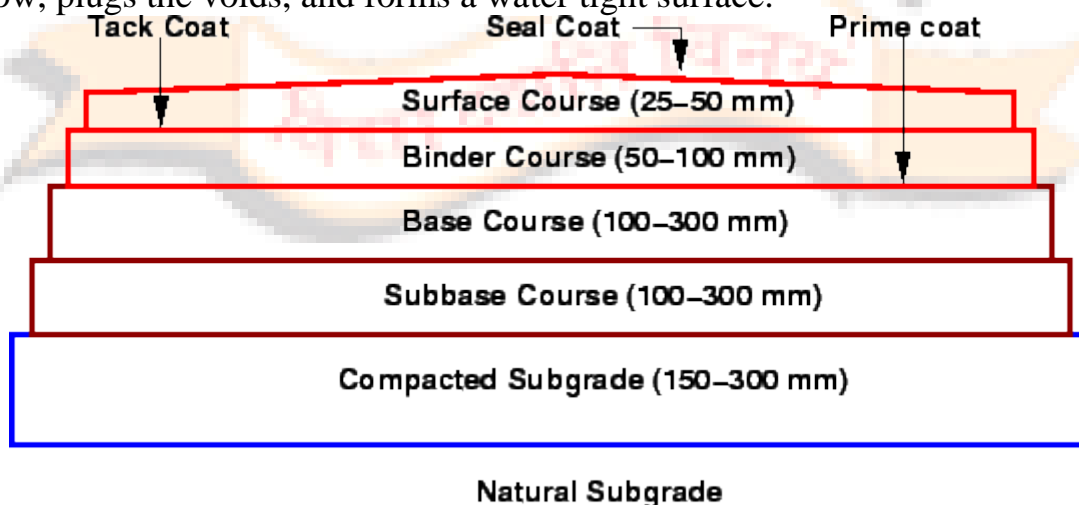 ow, plugs the voids, and forms a water tight surface.
Tack Coat Seal Coat Prime coat
Surface Course (25–50 mm)
Binder Course (50–100 mm)
Base Course (100–300 mm)
Subbase Course (100–300 mm)
Compacted Subgrade (150–300 mm)
Natural Subgrade